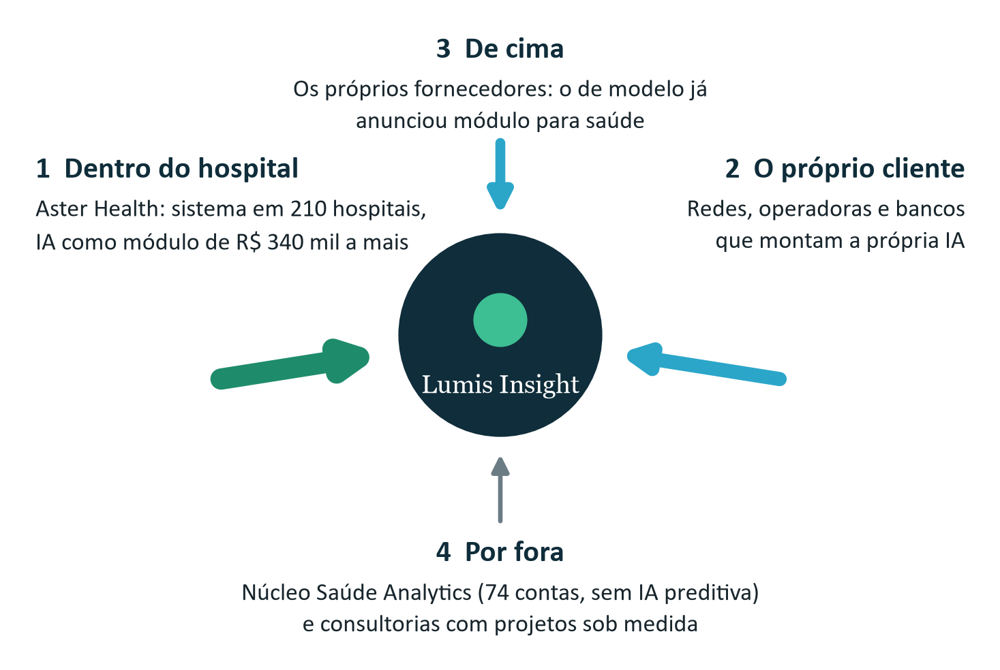 3 De cima
Os próprios fornecedores: o de modelo já
anunciou módulo para saúde
1 Dentro do hospital
Aster Health: sistema em 210 hospitais,
IA como módulo de R$ 340 mil a mais
2 O próprio cliente
Redes, operadoras e bancos
que montam a própria IA
Lumis Insight
4 Por fora
Núcleo Saúde Analytics (74 contas, sem IA preditiva)
e consultorias com projetos sob medida